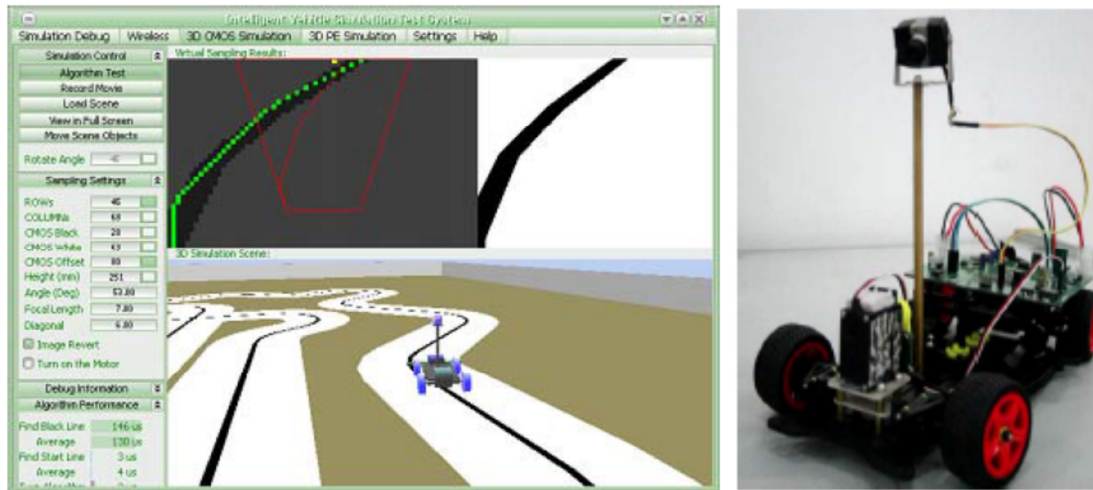 Intelligent Vehicle Simulation Test System
Simulation Debug Wireless 3D CMOS Simulation 3D PE Simulation Settings Help
Simulation Control
Algorithm Test
Record Movie
Load Scene
View in Full Screen
Move Scene Objects
Rotate Angle
Sampling Settings
ROWs 45
COLUMNs 68
CMOS Black 20
CMOS White 63
CMOS Offset 80
Height (mm) 251
Angle (Deg) 53.00
Focal Length 7.00
Diagonal 6.00
Image Revert
Turn on the Motor
Debug Information
Algorithm Performance
Find Black Line 146 us
Average 130 us
Find Start Line 3 us
Average 4 us
Virtual Sampling Results:
3D Simulation Scene: